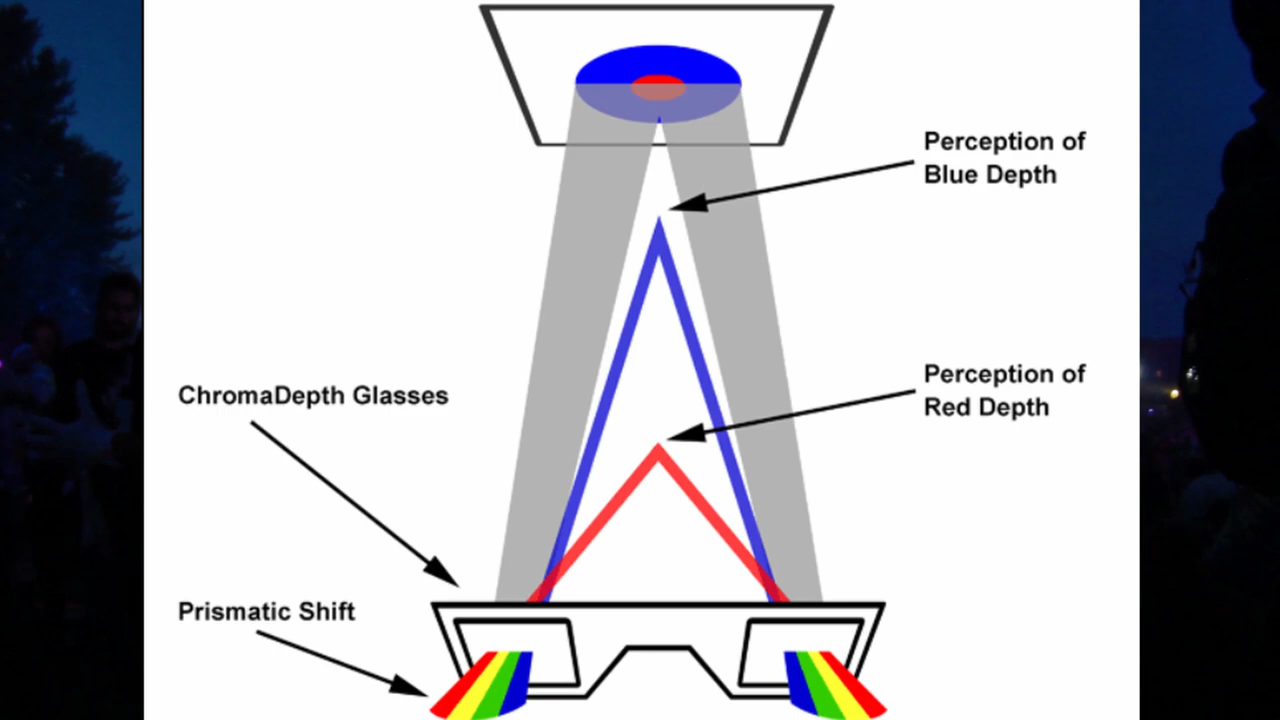 Perception of
Blue Depth
Perception of
Red Depth
ChromaDepth Glasses
Prismatic Shift